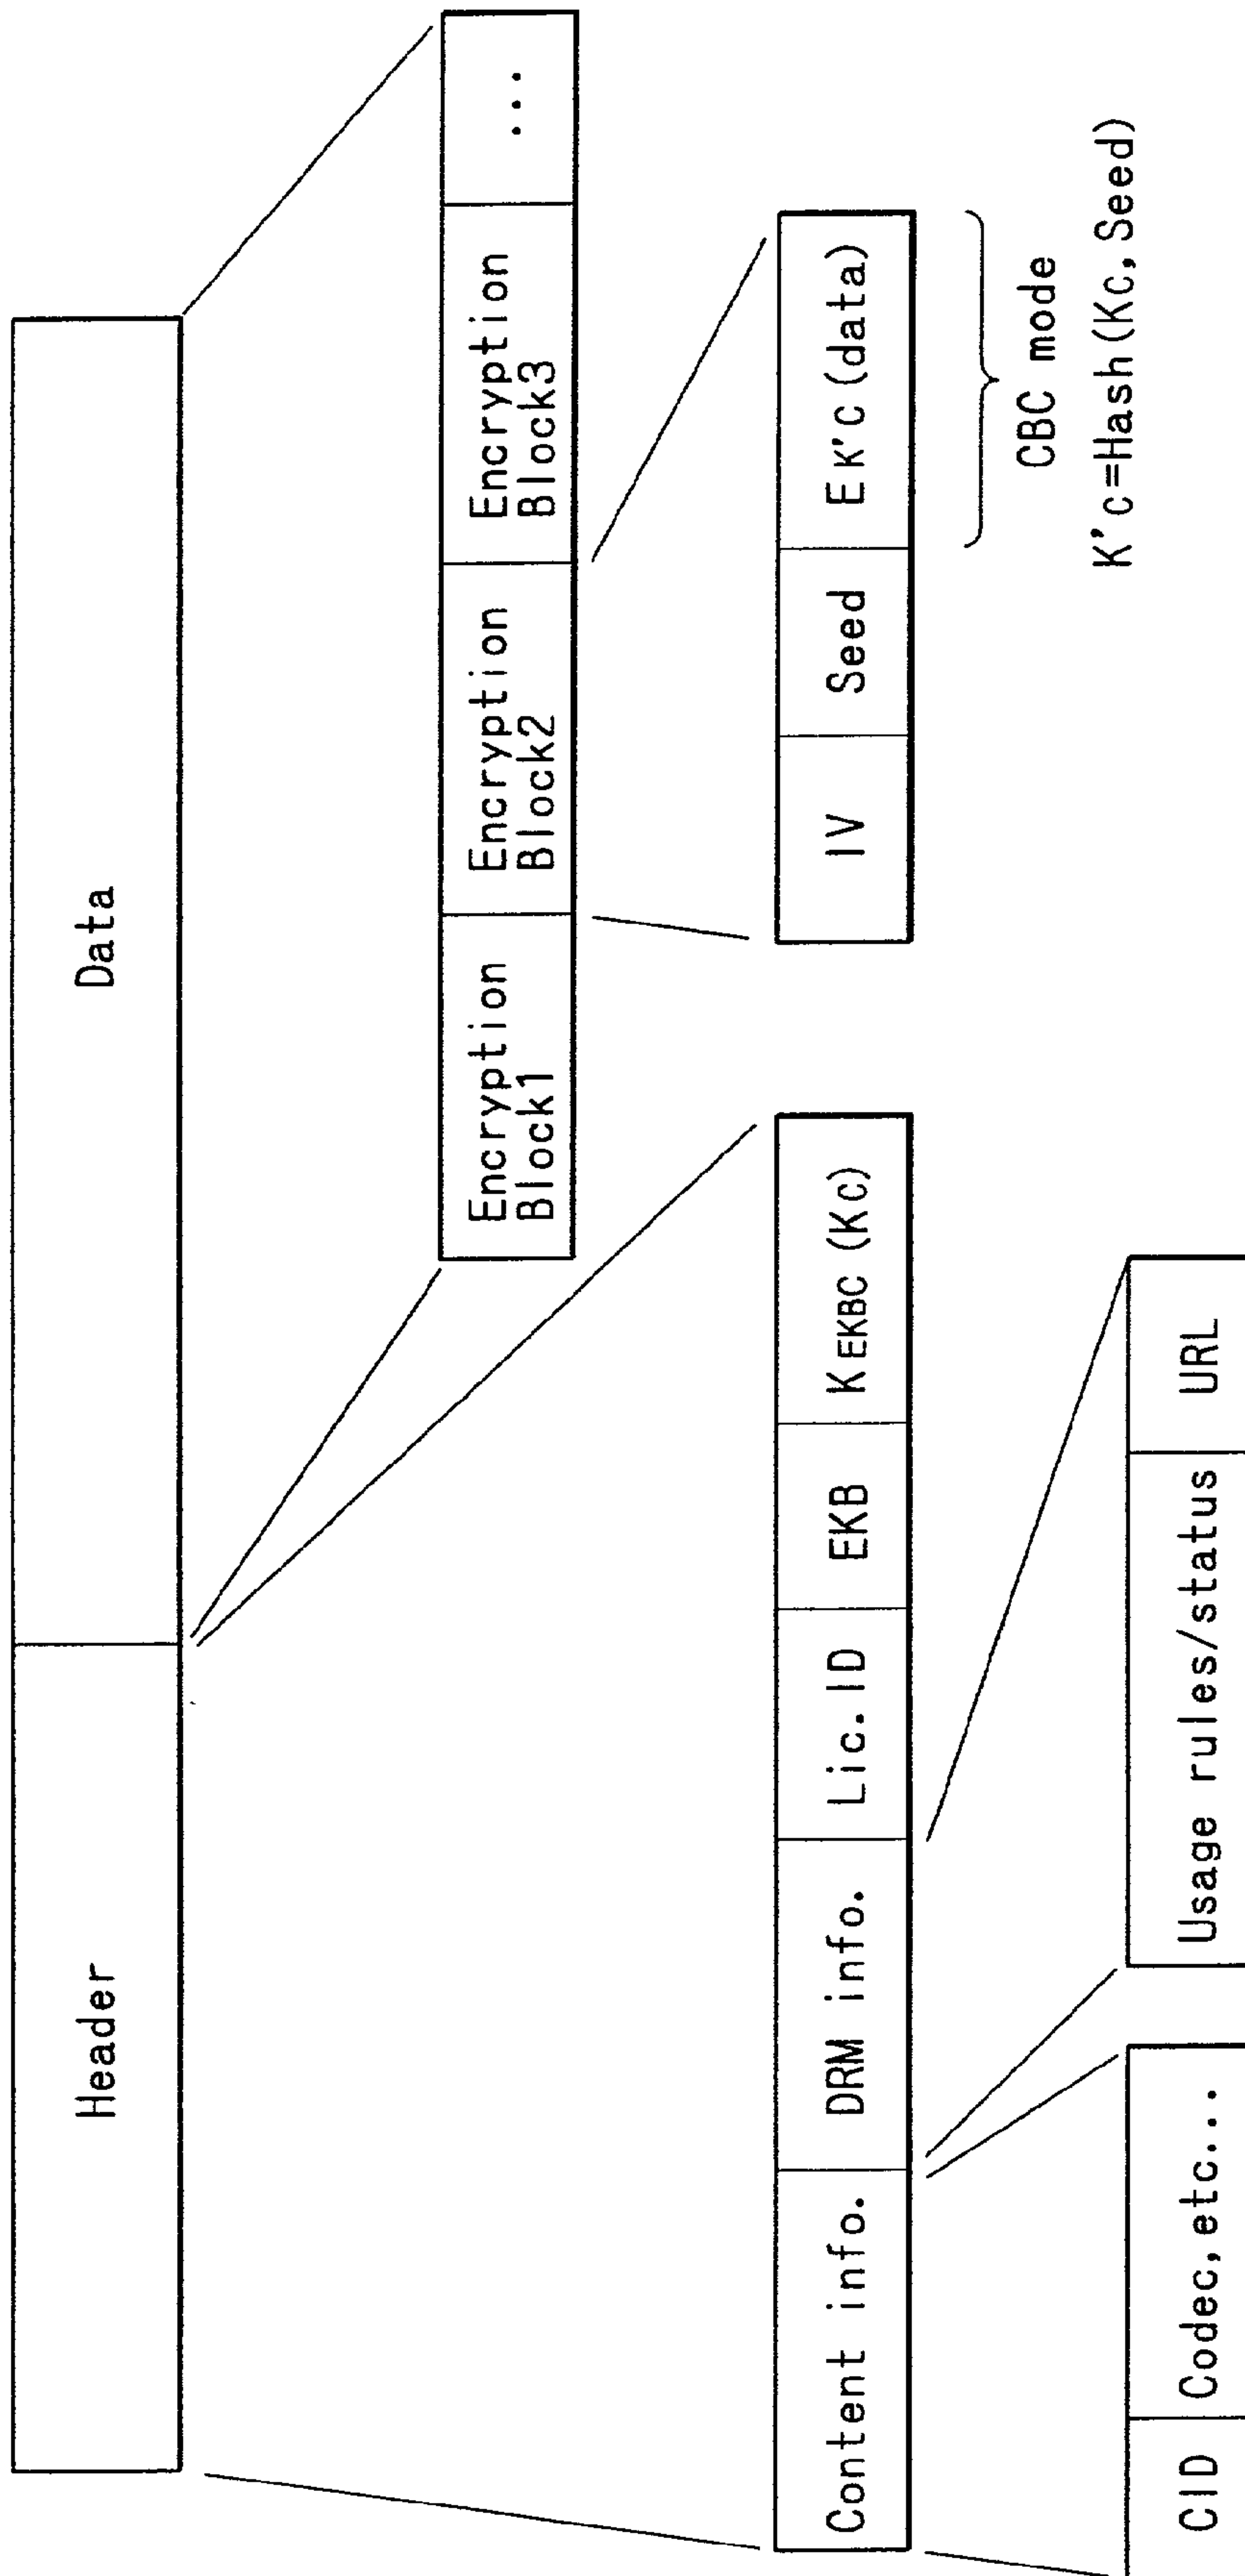 Header
Data
Encryption
Block1
Encryption
Block2
Encryption
Block3
...
Content info.
DRM info.
Lic.ID
EKB
KEKBC (Kc)
IV
Seed
EK'C (data)
CBC mode
K'c=Hash(Kc,Seed)
CID
Codec,etc...
Usage rules/status
URL